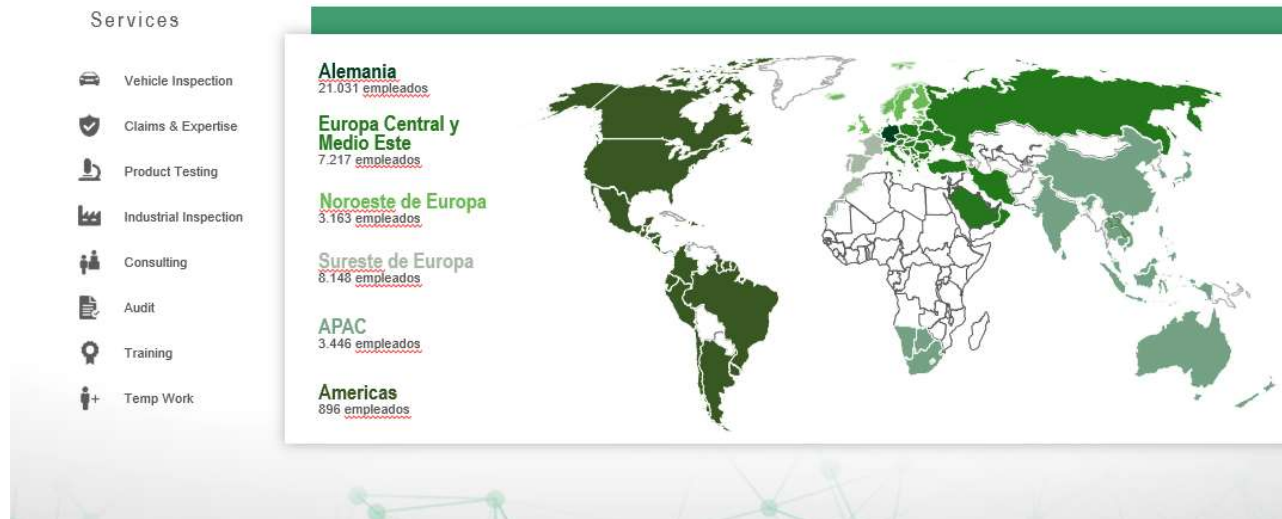 Services
Vehicle Inspection
Claims & Expertise
Product Testing
Industrial Inspection
Consulting
Audit
Training
Temp Work
Alemania
21.031 empleados
Europa Central y
Medio Este
7.217 empleados
Noroeste de Europa
3.163 empleados
Sureste de Europa
8.148 empleados
APAC
3.446 empleados
Americas
896 empleados